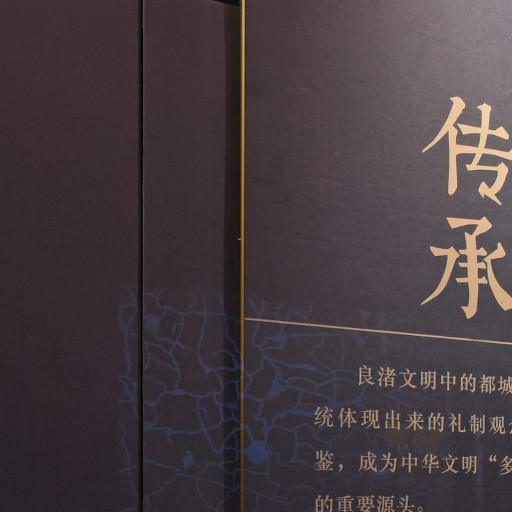 传
承
良渚文明中的都城
统体现出来的礼制观念
鉴，成为中华文明“多
的重要源头。